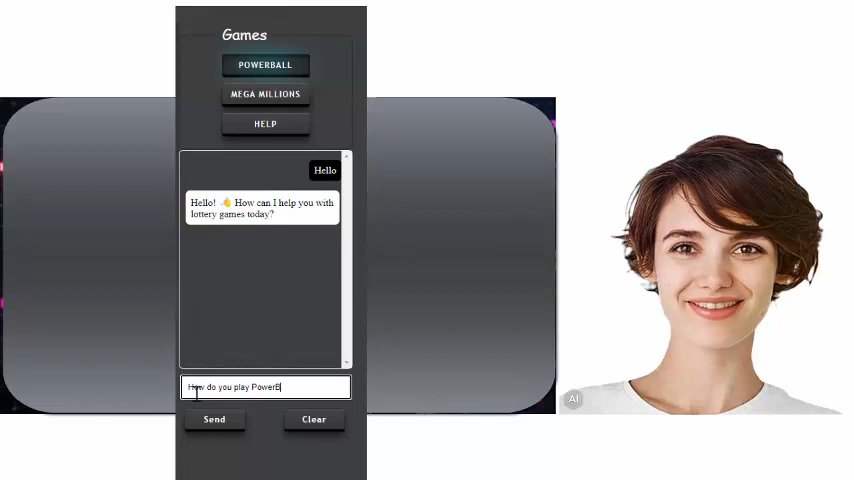 Games
POWERBALL
MEGA MILLIONS
HELP
Hello
Hello! 👋 How can I help you with
lottery games today?
How do you play PowerB
Send
Clear
AI